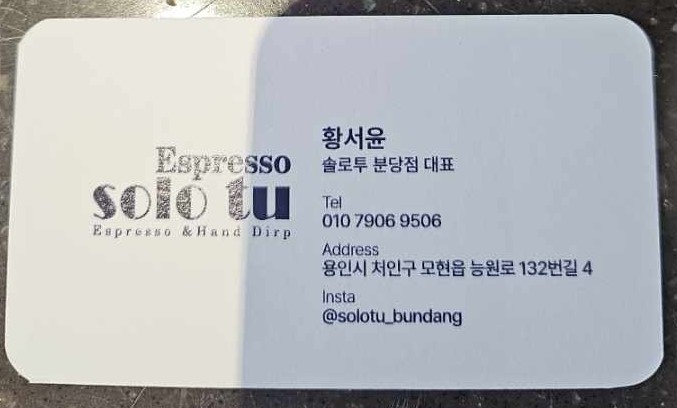 Espresso
solo tu
Espresso & Hand Dirp
황서윤
솔로투 분당점 대표
Tel
010 7906 9506
Address
용인시 처인구 모현읍 능원로 132번길 4
Insta
@solotu_bundang